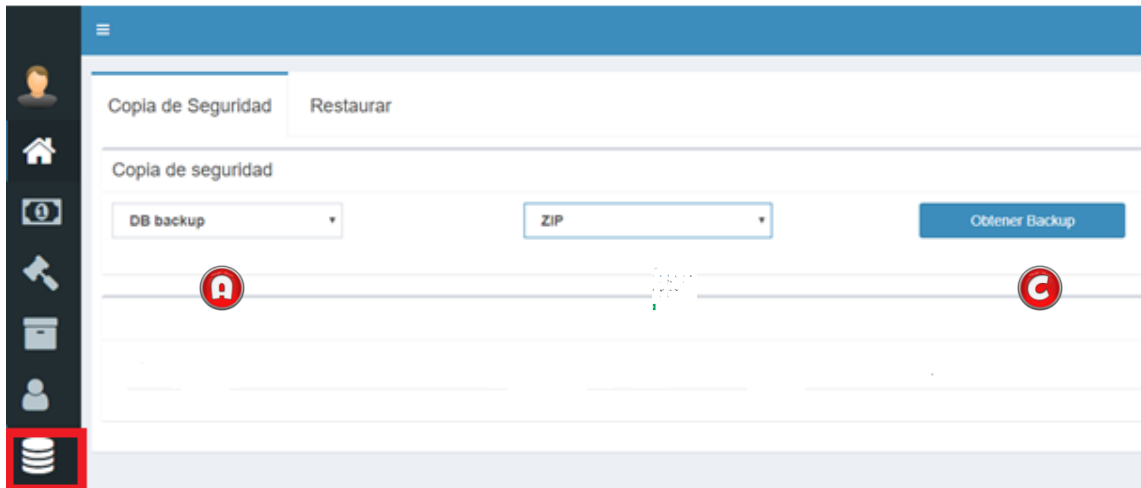 Copia de Seguridad Restaurar
Copia de seguridad
DB backup ZIP Obtener Backup
A C